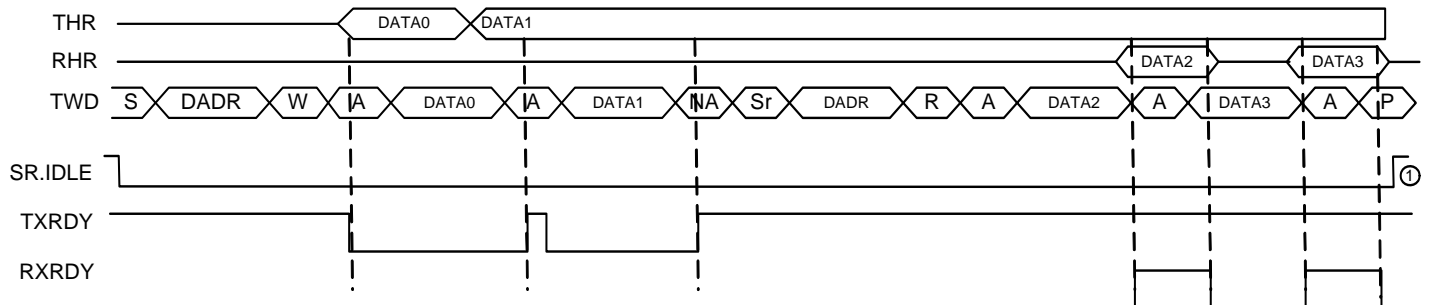 THR DATA0 DATA1
RHR DATA2 DATA3
TWD S DADR W A DATA0 A DATA1 NA Sr DADR R A DATA2 A DATA3 A P
SR.IDLE ①
TXRDY
RXRDY